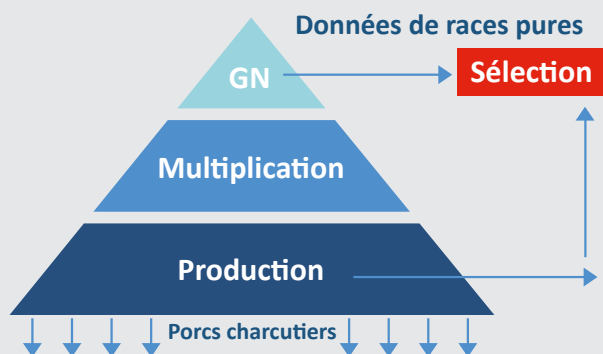 Données de races pures
GN
Sélection
Multiplication
Production
Porcs charcutiers